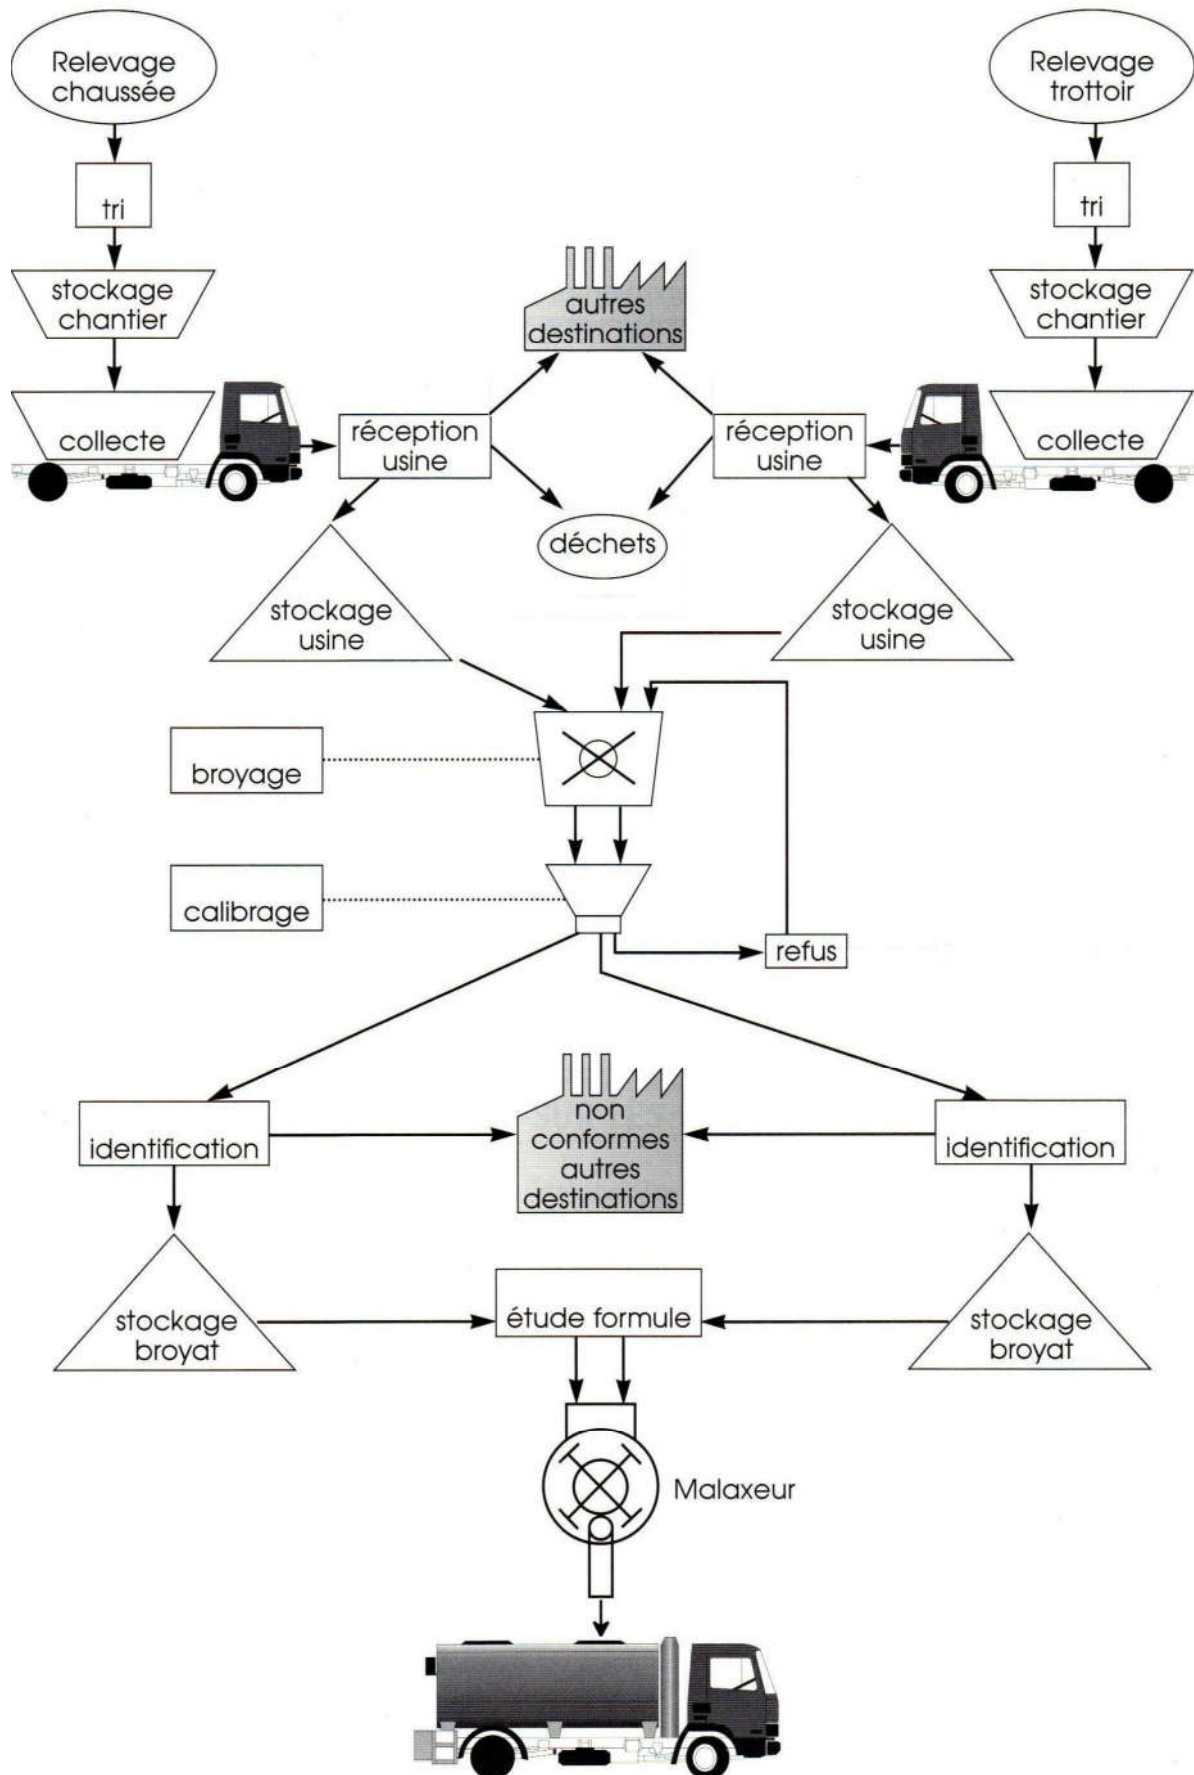 Relevage
chaussée
Relevage
trottoir
tri
tri
stockage
chantier
autres
destinations
stockage
chantier
collecte
réception
usine
réception
usine
collecte
déchets
stockage
usine
stockage
usine
broyage
calibrage
refus
identification
non
conformes
autres
destinations
identification
stockage
broyat
étude formule
stockage
broyat
Malaxeur